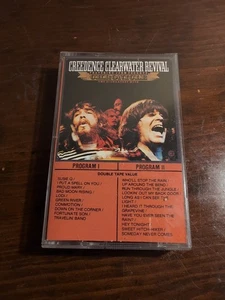 CREEDENCE CLEARWATER REVIVAL
CHRONICLE
PROGRAM I
PROGRAM II
DOUBLE TAPE VALUE
SUSIE Q
I PUT A SPELL ON YOU
PROUD MARY
BAD MOON RISING
LODI
GREEN RIVER
COMMOTION
DOWN ON THE CORNER
FORTUNATE SON
TRAVELIN' BAND
WHO'LL STOP THE RAIN
UP AROUND THE BEND
RUN THROUGH THE JUNGLE
LOOKIN' OUT MY BACK DOOR
LONG AS I CAN SEE THE
LIGHT
I HEARD IT THROUGH THE
GRAPEVINE
HAVE YOU EVER SEEN THE
RAIN?
HEY TONIGHT
SWEET HITCH-HIKER
SOMEDAY NEVER COMES